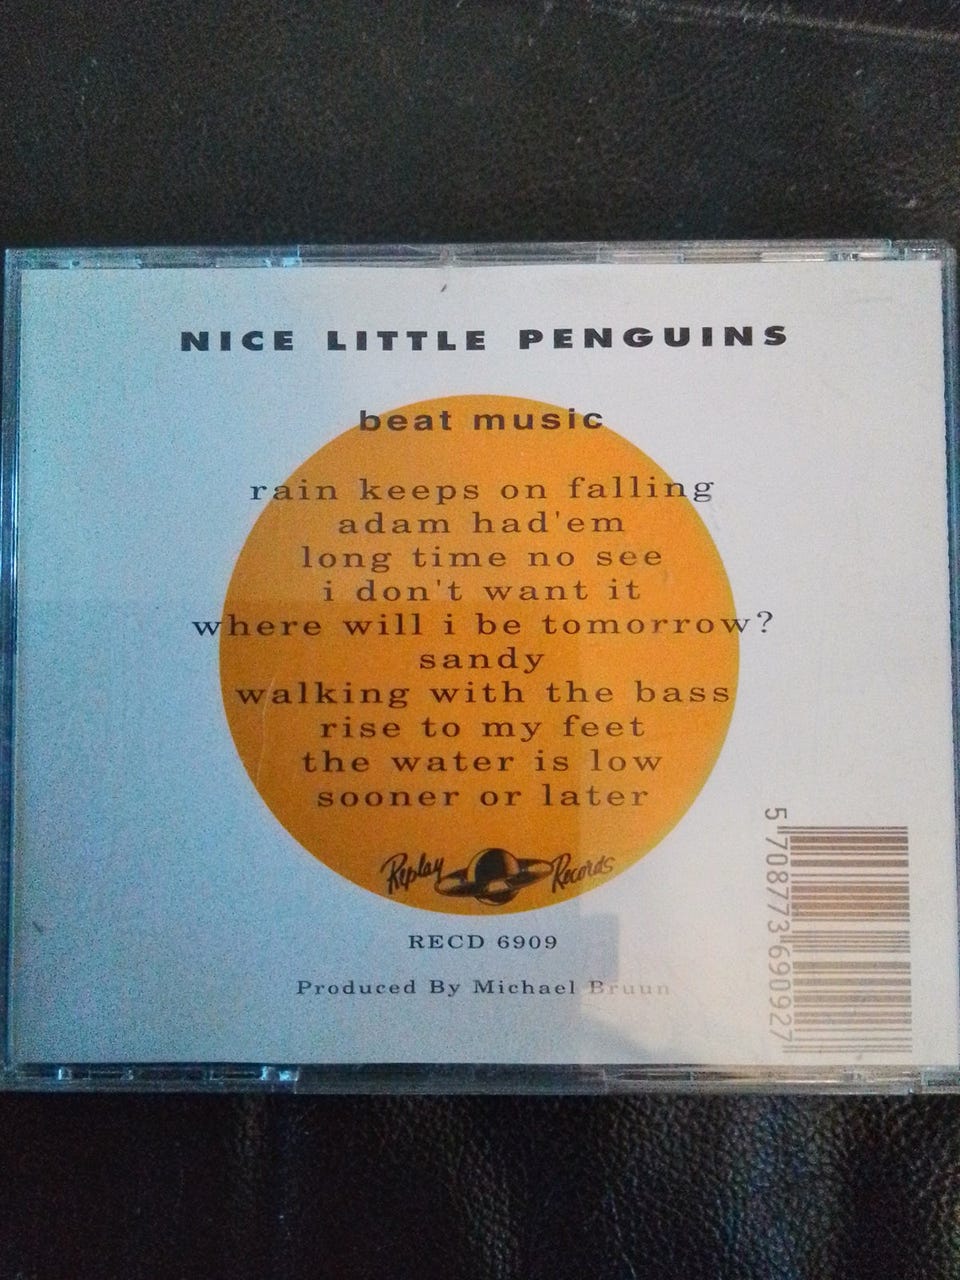 NICE LITTLE PENGUINS
beat music
rain keeps on falling
adam had'em
long time no see
i don't want it
where will i be tomorrow?
sandy
walking with the bass
rise to my feet
the water is low
sooner or later
Replay Records
RECD 6909
Produced By Michael Bruun
5 708773 690927